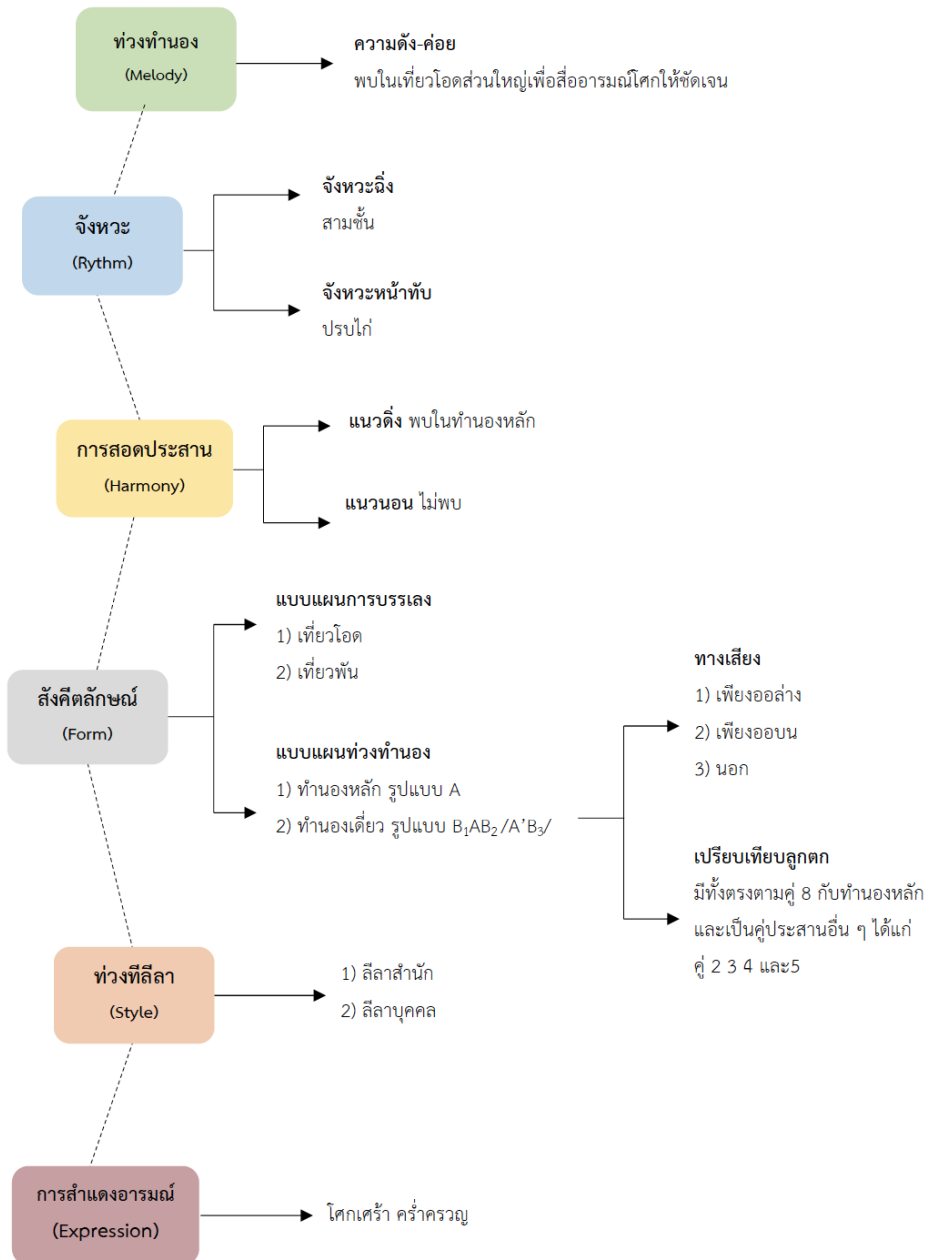 ท่วงทำนอง
(Melody)
ความดัง-ค่อย
พบในเที่ยวโอดส่วนใหญ่เพื่อสื่ออารมณ์โศกให้ชัดเจน
จังหวะ
(Rythm)
จังหวะฉิ่ง
สามชั้น
จังหวะหน้าทับ
ปรบไก่
การสอดประสาน
(Harmony)
แนวดิ่ง พบในทำนองหลัก
แนวนอน ไม่พบ
สังคีตลักษณ์
(Form)
แบบแผนการบรรเลง
1) เที่ยวโอด
2) เที่ยวพัน
แบบแผนท่วงทำนอง
1) ทำนองหลัก รูปแบบ A
2) ทำนองเดี่ยว รูปแบบ B₁AB₂/A’B₃/
ทางเสียง
1) เพียงออล่าง
2) เพียงออบน
3) นอก
เปรียบเทียบลูกตก
มีทั้งตรงตามคู่ 8 กับทำนองหลัก
และเป็นคู่ประสานอื่น ๆ ได้แก่
คู่ 2 3 4 และ5
ท่วงทีลีลา
(Style)
1) ลีลาสำนัก
2) ลีลาบุคคล
การสำแดงอารมณ์
(Expression)
โศกเศร้า คร่ำครวญ